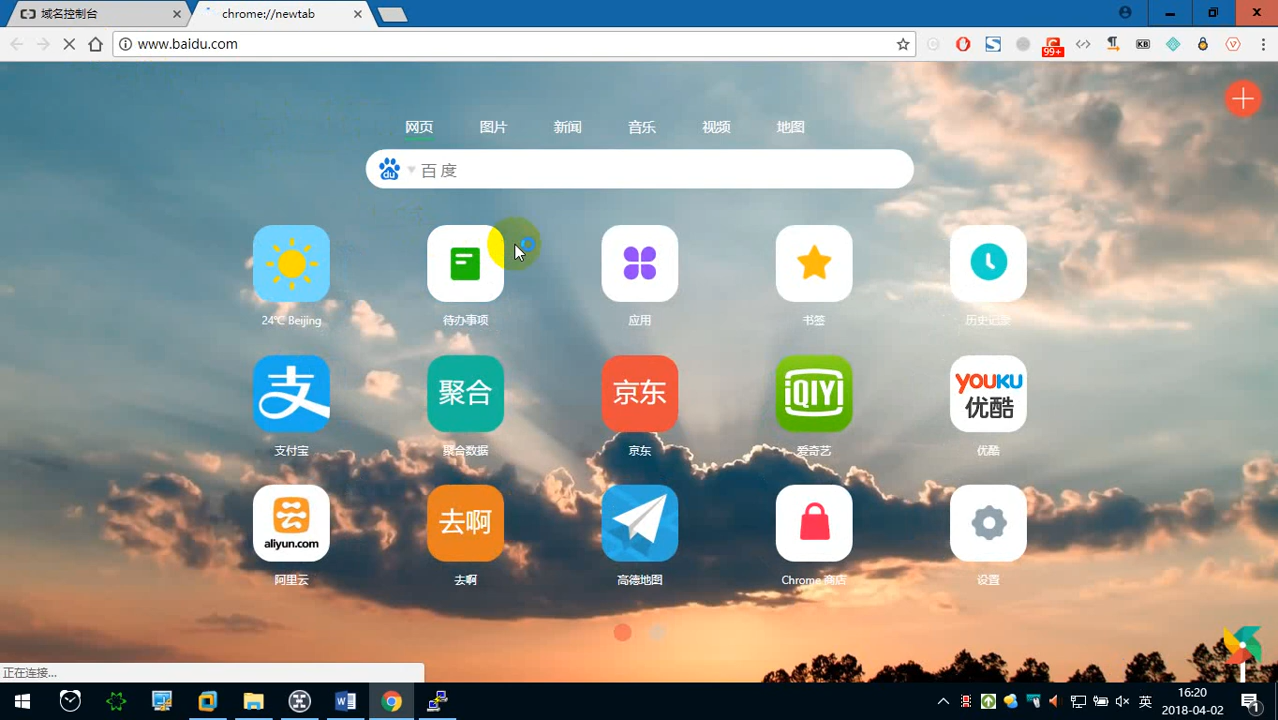 域名控制台
chrome://newtab
www.baidu.com
99+
KB
网页 图片 新闻 音乐 视频 地图
du 百度
24℃ Beijing
待办事项
应用
书签
历史记录
支
聚合
京东
iQIYI
YOUKU
优酷
支付宝
聚合数据
京东
爱奇艺
优酷
aliyun.com
去啊
阿里云
去啊
高德地图
Chrome 商店
设置
正在连接...
英
16:20
2018-04-02
1